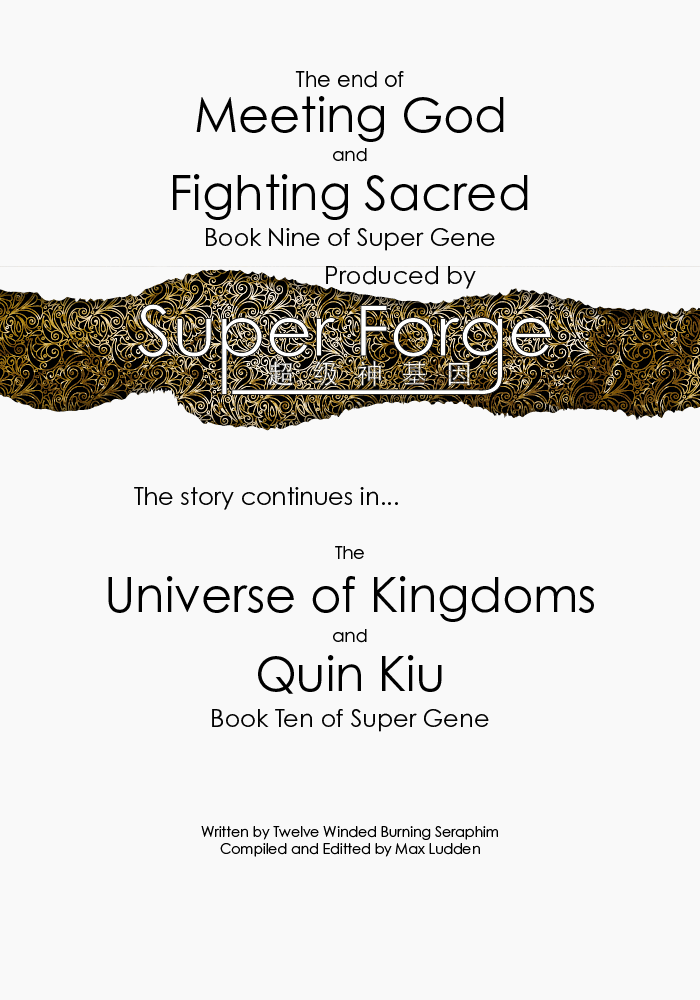 The end of
Meeting God
and
Fighting Sacred
Book Nine of Super Gene
Produced by
Super Forge
超级神基因
The story continues in...
The
Universe of Kingdoms
and
Quin Kiu
Book Ten of Super Gene
Written by Twelve Winded Burning Seraphim
Compiled and Editted by Max Ludden